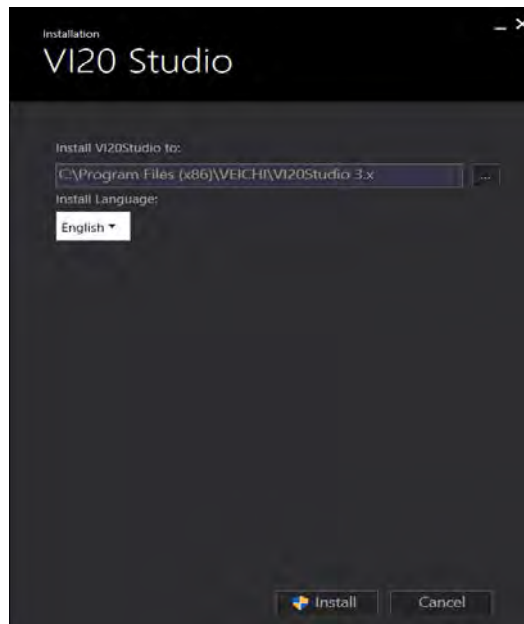 Installation
VI20 Studio
Install VI20Studio to:
C:\Program Files (x86)\VEICHI\VI20Studio 3.x
...
Install Language:
English
Install
Cancel